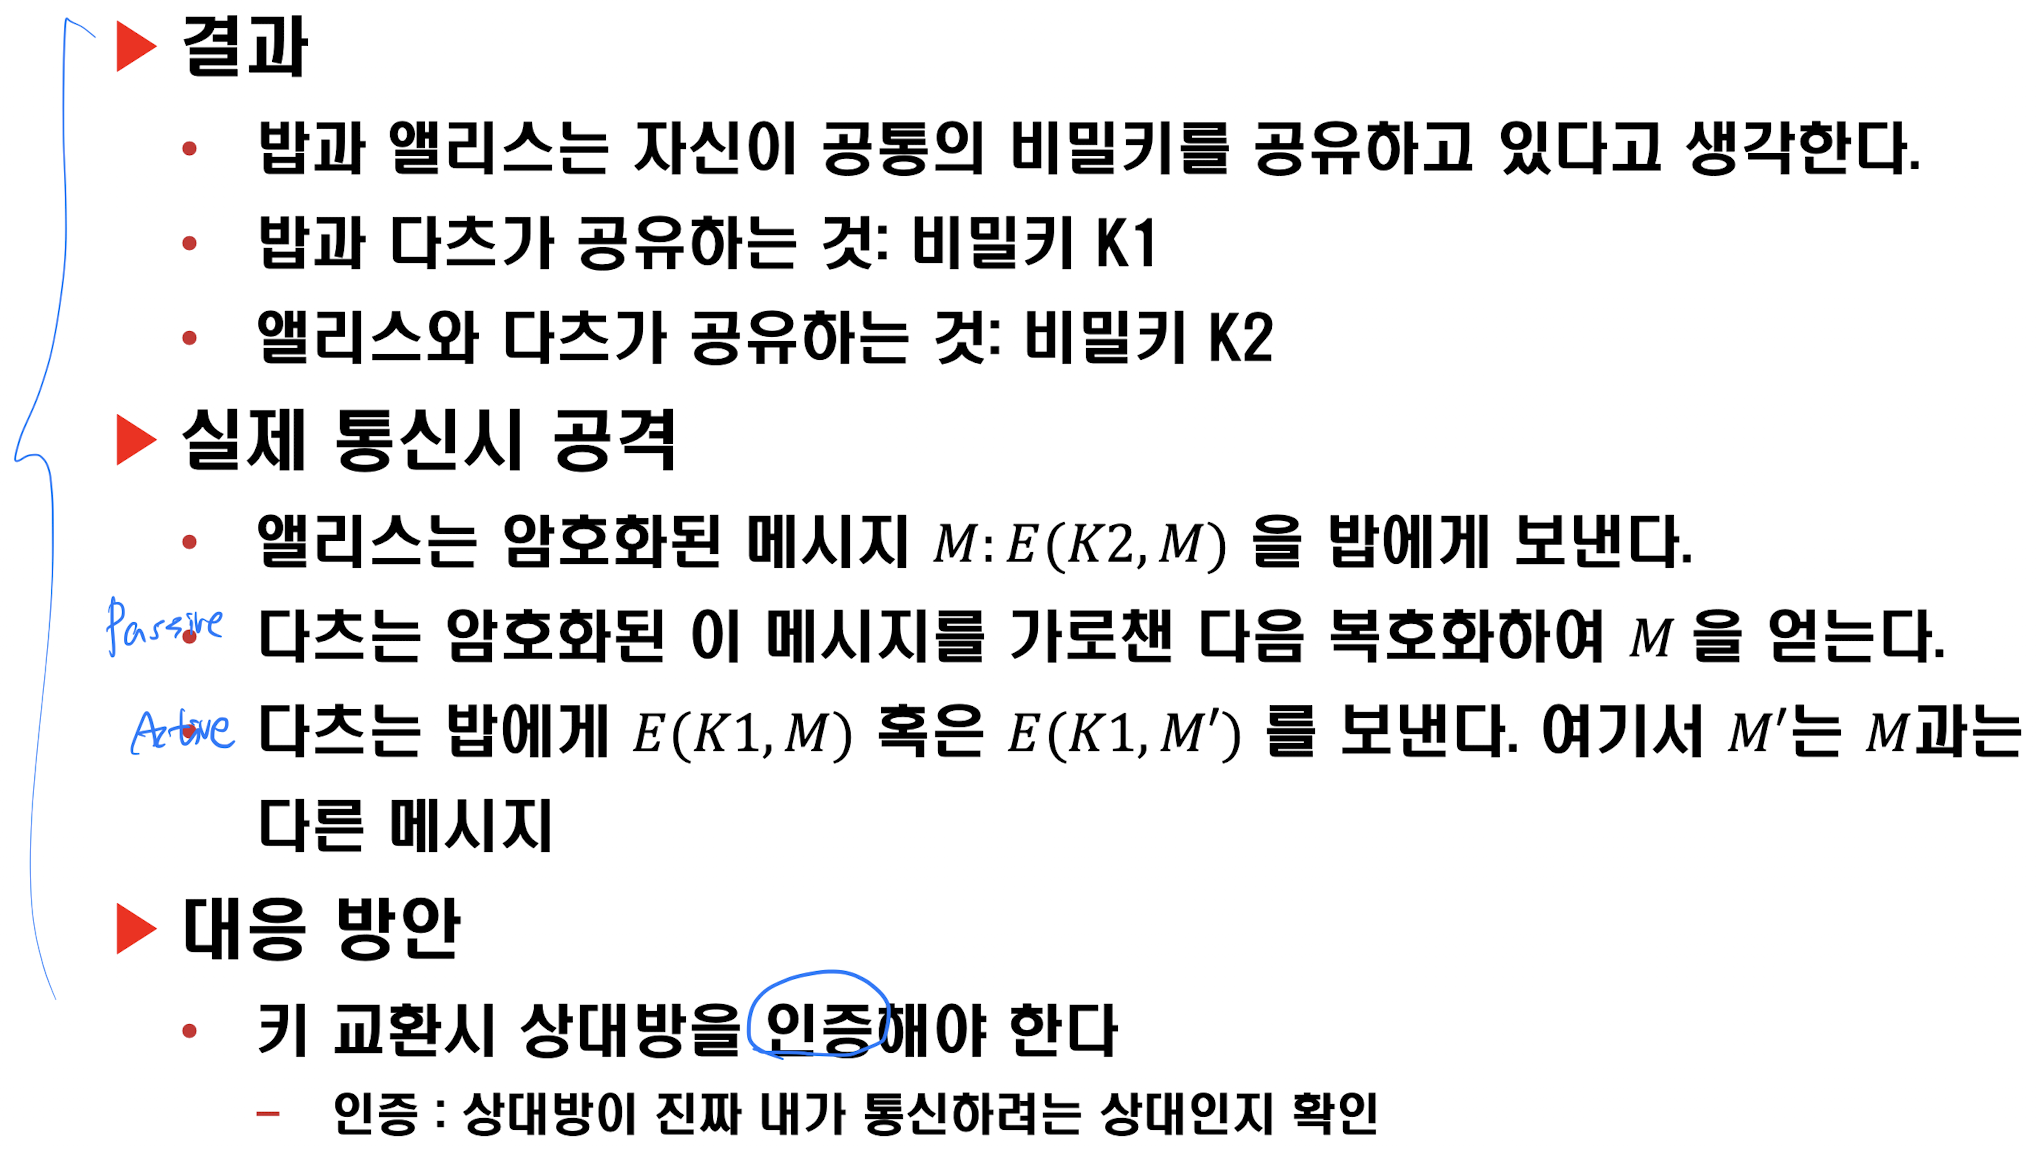 ▶ 결과
• 밥과 앨리스는 자신이 공통의 비밀키를 공유하고 있다고 생각한다.
• 밥과 다츠가 공유하는 것: 비밀키 K1
• 앨리스와 다츠가 공유하는 것: 비밀키 K2
▶ 실제 통신시 공격
• 앨리스는 암호화된 메시지 M: E(K2, M) 을 밥에게 보낸다.
Passive • 다츠는 암호화된 이 메시지를 가로챈 다음 복호화하여 M 을 얻는다.
Active • 다츠는 밥에게 E(K1, M) 혹은 E(K1, M′) 를 보낸다. 여기서 M′는 M과는
다른 메시지
▶ 대응 방안
• 키 교환시 상대방을 인증해야 한다
– 인증 : 상대방이 진짜 내가 통신하려는 상대인지 확인